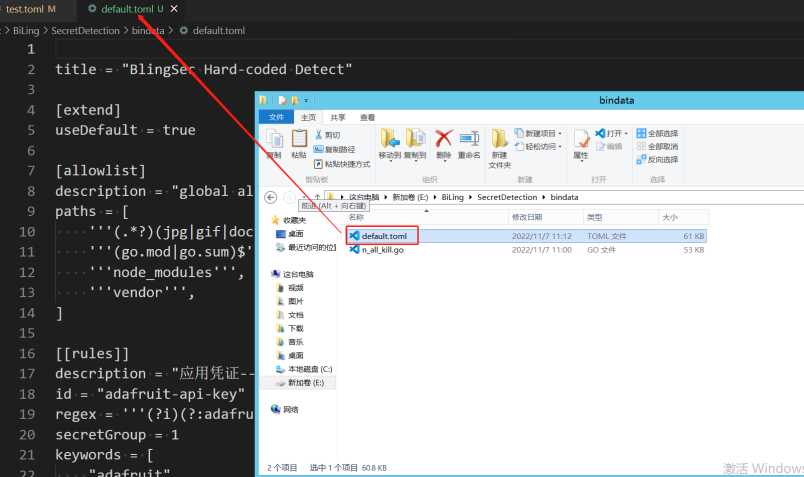 test.toml M
default.toml U
BiLing > SecretDetection > bindata > default.toml
1
2 title = "BlingSec Hard-coded Detect"
3
4 [extend]
5 useDefault = true
6
7 [allowlist]
8 description = "global al
9 paths = [
10 '''(.*?)(jpg|gif|doc
11 '''(go.mod|go.sum)$'
12 '''node_modules''',
13 '''vendor''',
14 ]
15
16 [[rules]]
17 description = "应用凭证--
18 id = "adafruit-api-key"
19 regex = '''(?i)(?:adafru
20 secretGroup = 1
21 keywords = [
22 "adafruit"
bindata
文件 主页 共享 查看
复制
粘贴
剪切
复制路径
粘贴快捷方式
移动到 复制到 删除 重命名
新建
文件夹
新建项目
轻松访问
属性
打开
编辑
全部选择
全部取消
反向选择
剪贴板 组织 新建 打开 选择
这台电脑 新加卷 (E:) BiLing SecretDetection bindata
前进 (Alt + 向右键)
名称 修改日期 类型 大小
default.toml 2022/11/7 11:12 TOML 文件 61 KB
n_all_kill.go 2022/11/7 11:00 GO 文件 53 KB
收藏夹
桌面
最近访问的位
这台电脑
视频
图片
文档
下载
音乐
桌面
本地磁盘 (C:)
新加卷 (E:)
网络
2 个项目 选中 1 个项目 60.8 KB
激活 Windows